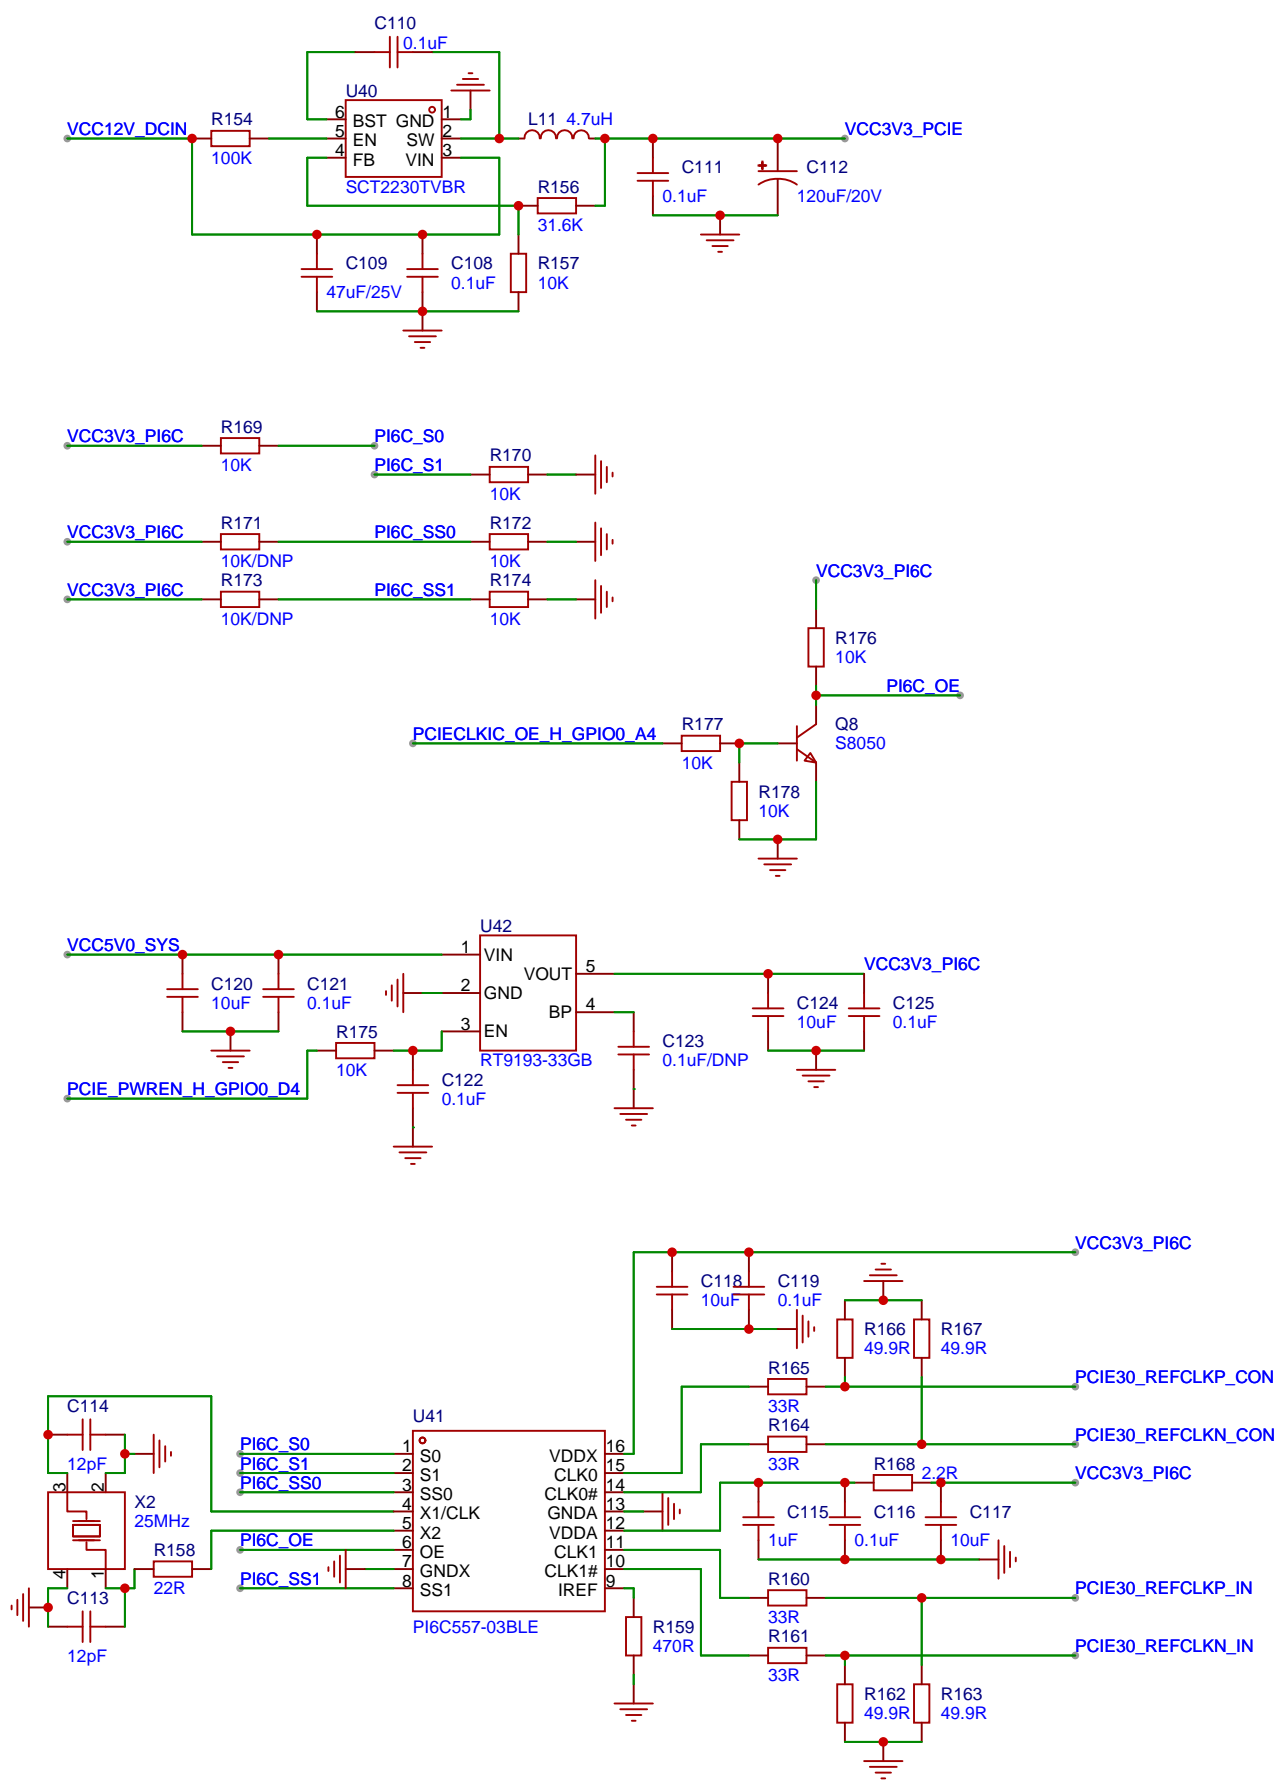 C110
0.1uF
U40
VCC12V_DCIN
R154
100K
6
5
4
BST
EN
FB
GND
SW
VIN
1
2
3
SCT2230TVBR
L11 4.7uH
VCC3V3_PCIE
C111
0.1uF
C112
120uF/20V
R156
31.6K
C109
47uF/25V
C108
0.1uF
R157
10K
VCC3V3_PI6C
R169
10K
PI6C_S0
PI6C_S1
R170
10K
VCC3V3_PI6C
R171
10K/DNP
PI6C_SS0
R172
10K
VCC3V3_PI6C
R173
10K/DNP
PI6C_SS1
R174
10K
VCC3V3_PI6C
R176
10K
PI6C_OE
PCIECLKIC_OE_H_GPIO0_A4
R177
10K
Q8
S8050
R178
10K
U42
VCC5V0_SYS
C120
10uF
C121
0.1uF
1
2
3
VIN
GND
EN
VOUT
BP
5
4
RT9193-33GB
R175
10K
PCIE_PWREN_H_GPIO0_D4
C122
0.1uF
C123
0.1uF/DNP
VCC3V3_PI6C
C124
10uF
C125
0.1uF
VCC3V3_PI6C
C118
10uF
C119
0.1uF
R166
49.9R
R167
49.9R
R165
33R
PCIE30_REFCLKP_CON
R164
33R
PCIE30_REFCLKN_CON
R168
2.2R
VCC3V3_PI6C
C115
1uF
C116
0.1uF
C117
10uF
C114
12pF
3
2
X2
25MHz
4
1
R158
22R
C113
12pF
U41
PI6C_S0
PI6C_S1
PI6C_SS0
PI6C_OE
PI6C_SS1
1
2
3
4
5
6
7
8
S0
S1
SS0
X1/CLK
X2
OE
GNDX
SS1
VDDX
CLK0
CLK0#
GNDA
VDDA
CLK1
CLK1#
IREF
16
15
14
13
12
11
10
9
PI6C557-03BLE
R159
470R
R160
33R
PCIE30_REFCLKP_IN
R161
33R
PCIE30_REFCLKN_IN
R162
49.9R
R163
49.9R